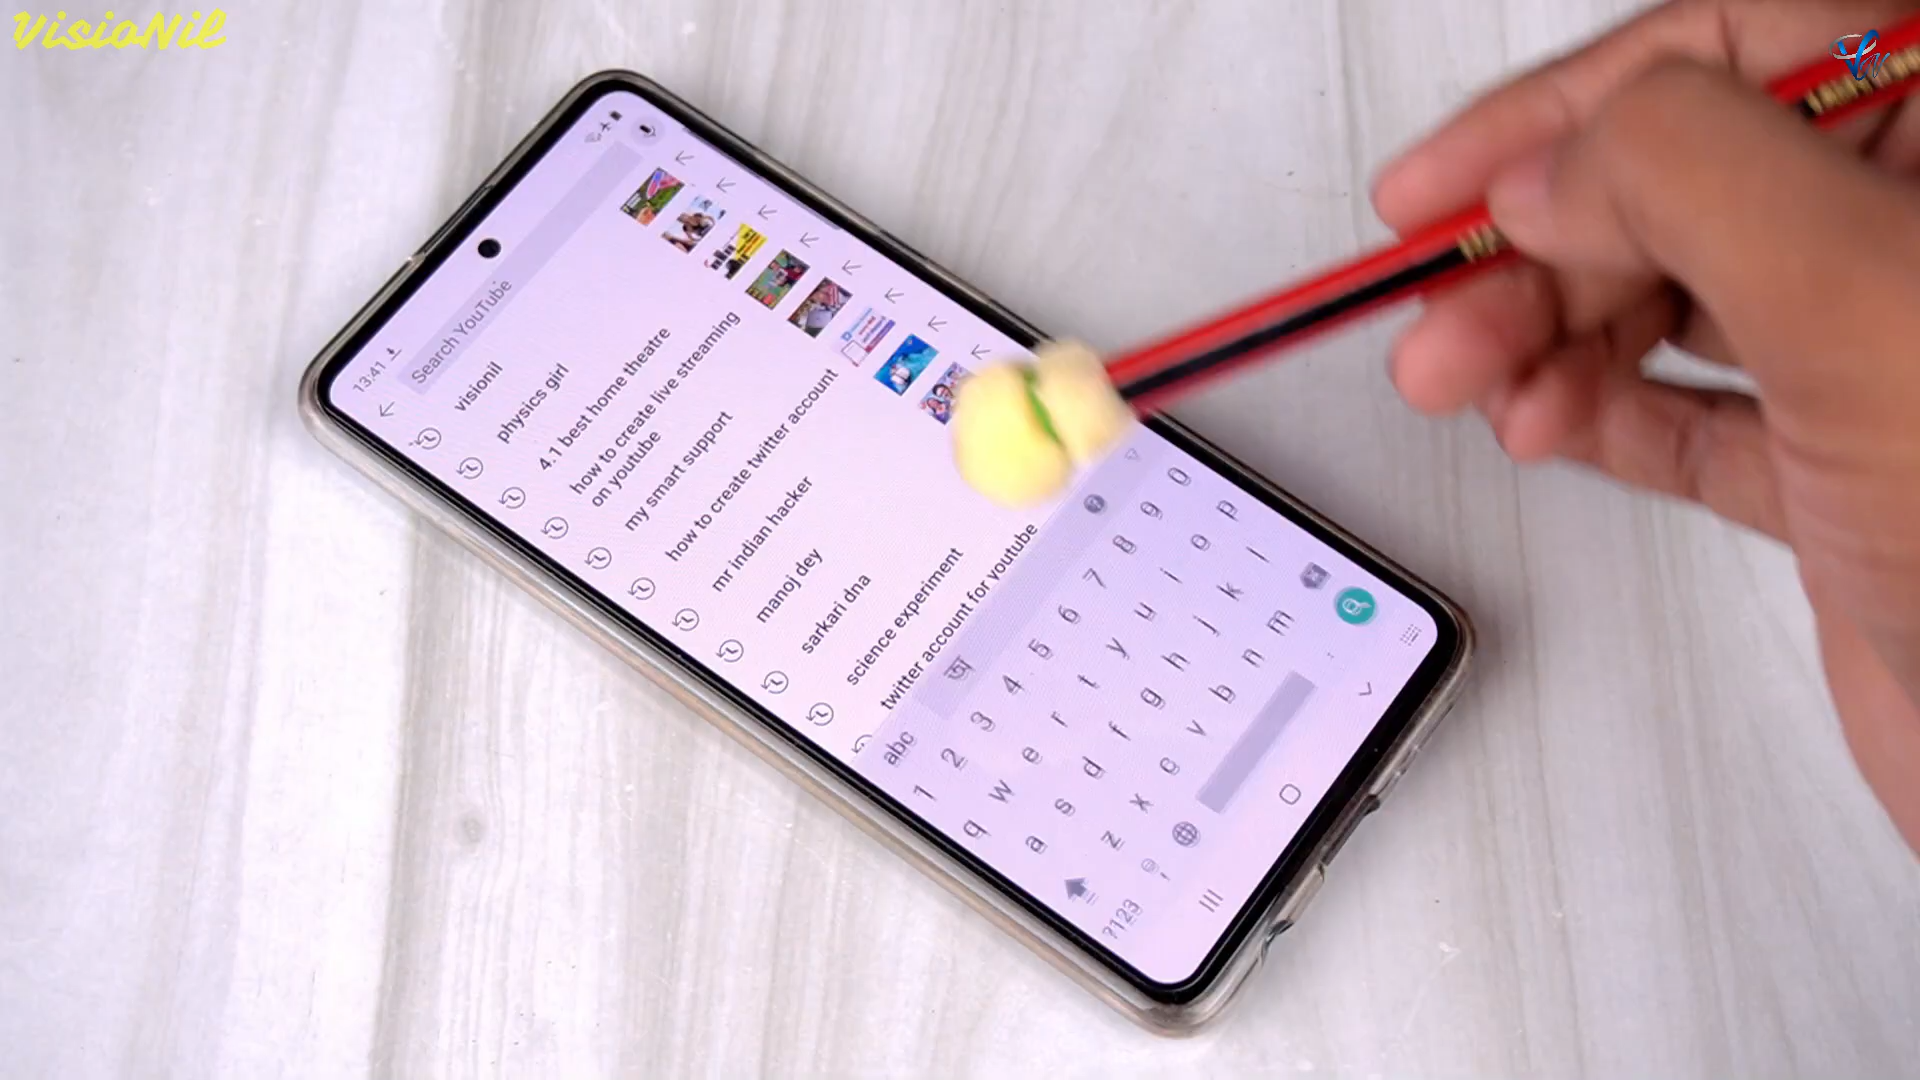 VisioNil
13:41
Search YouTube
visionil
physics girl
4.1 best home theatre
how to create live streaming
on youtube
my smart support
how to create twitter account
mr indian hacker
manoj dey
sarkari dna
science experiment
twitter account for youtube
abc
অ
1 2 3 4 5 6 7 8 9 0
q w e r t y u i o p
a s d f g h j k l
z x c v b n m
?123 , .